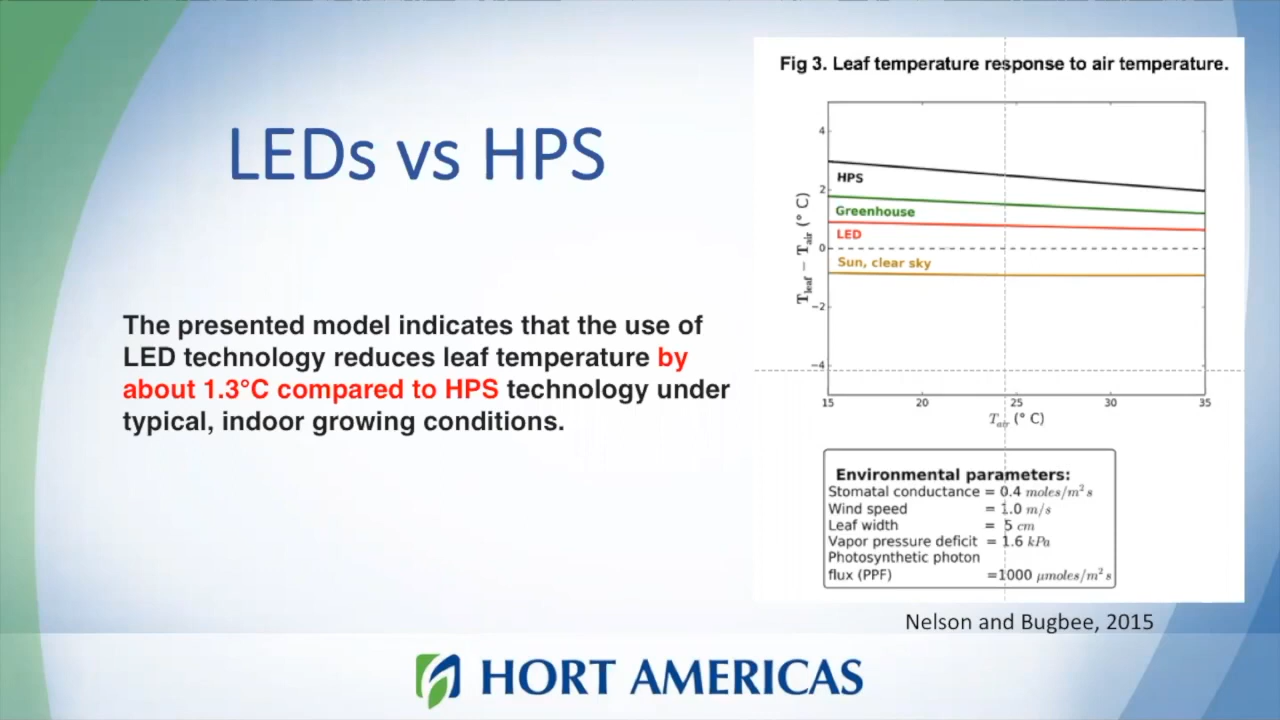 LEDs vs HPS
The presented model indicates that the use of
LED technology reduces leaf temperature by
about 1.3°C compared to HPS technology under
typical, indoor growing conditions.
Fig 3. Leaf temperature response to air temperature.
4
2
0
−2
−4
T_leaf − T_air (° C)
HPS
Greenhouse
LED
Sun, clear sky
15 20 25 30 35
T_air (° C)
Environmental parameters:
Stomatal conductance = 0.4 moles/m² s
Wind speed = 1.0 m/s
Leaf width = 5 cm
Vapor pressure deficit = 1.6 kPa
Photosynthetic photon
flux (PPF) =1000 μmoles/m² s
Nelson and Bugbee, 2015
HORT AMERICAS